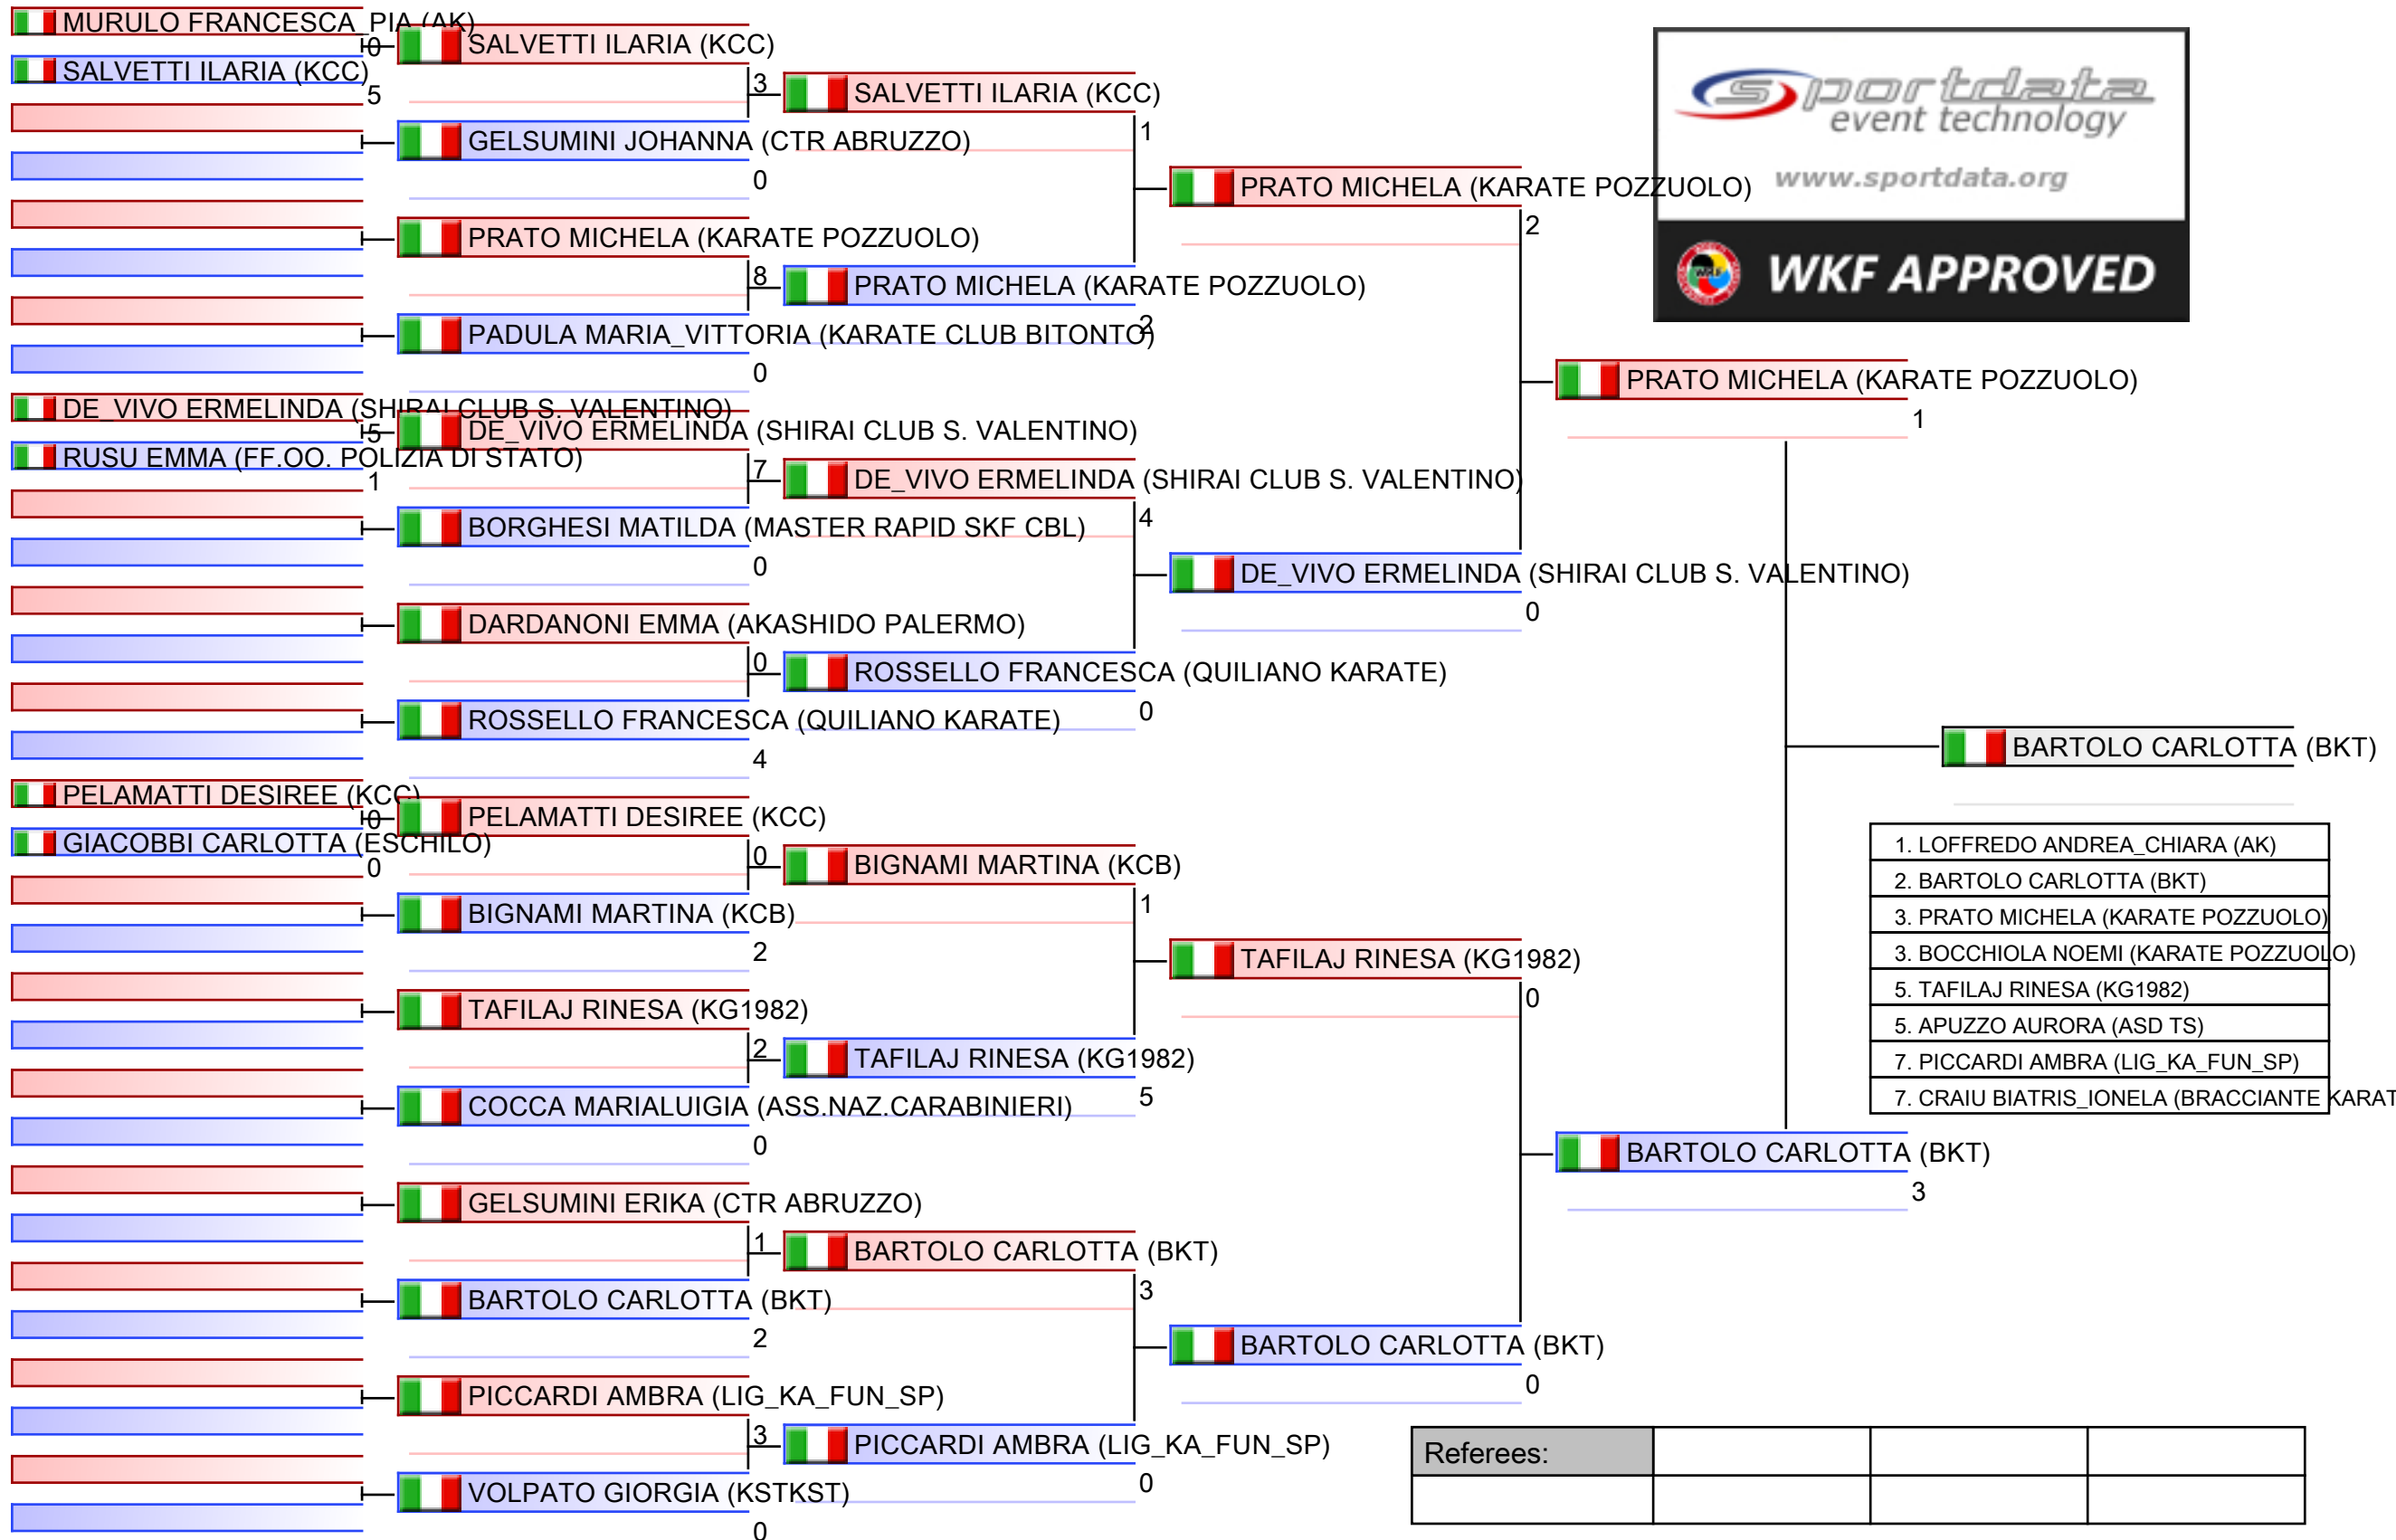 MURULO FRANCESCA_PIA (AK)
0
SALVETTI ILARIA (KCC)
5
SALVETTI ILARIA (KCC)
3
GELSUMINI JOHANNA (CTR ABRUZZO)
0
PRATO MICHELA (KARATE POZZUOLO)
8
PADULA MARIA_VITTORIA (KARATE CLUB BITONTO)
0
DE_VIVO ERMELINDA (SHIRAI CLUB S. VALENTINO)
5
RUSU EMMA (FF.OO. POLIZIA DI STATO)
1
DE_VIVO ERMELINDA (SHIRAI CLUB S. VALENTINO)
7
BORGHESI MATILDA (MASTER RAPID SKF CBL)
0
DARDANONI EMMA (AKASHIDO PALERMO)
0
ROSSELLO FRANCESCA (QUILIANO KARATE)
4
PELAMATTI DESIREE (KCC)
0
GIACOBBI CARLOTTA (ESCHILO)
0
PELAMATTI DESIREE (KCC)
0
BIGNAMI MARTINA (KCB)
2
TAFILAJ RINESA (KG1982)
2
COCCA MARIALUIGIA (ASS.NAZ.CARABINIERI)
0
GELSUMINI ERIKA (CTR ABRUZZO)
1
BARTOLO CARLOTTA (BKT)
2
PICCARDI AMBRA (LIG_KA_FUN_SP)
3
VOLPATO GIORGIA (KSTKST)
0
SALVETTI ILARIA (KCC)
1
PRATO MICHELA (KARATE POZZUOLO)
2
DE_VIVO ERMELINDA (SHIRAI CLUB S. VALENTINO)
4
ROSSELLO FRANCESCA (QUILIANO KARATE)
0
BIGNAMI MARTINA (KCB)
1
TAFILAJ RINESA (KG1982)
5
BARTOLO CARLOTTA (BKT)
3
PICCARDI AMBRA (LIG_KA_FUN_SP)
0
PRATO MICHELA (KARATE POZZUOLO)
2
DE_VIVO ERMELINDA (SHIRAI CLUB S. VALENTINO)
0
TAFILAJ RINESA (KG1982)
0
BARTOLO CARLOTTA (BKT)
0
PRATO MICHELA (KARATE POZZUOLO)
1
BARTOLO CARLOTTA (BKT)
3
BARTOLO CARLOTTA (BKT)
sportdata
event technology
www.sportdata.org
WKF
WKF APPROVED
1. LOFFREDO ANDREA_CHIARA (AK)
2. BARTOLO CARLOTTA (BKT)
3. PRATO MICHELA (KARATE POZZUOLO)
3. BOCCHIOLA NOEMI (KARATE POZZUOLO)
5. TAFILAJ RINESA (KG1982)
5. APUZZO AURORA (ASD TS)
7. PICCARDI AMBRA (LIG_KA_FUN_SP)
7. CRAIU BIATRIS_IONELA (BRACCIANTE KARAT
Referees: